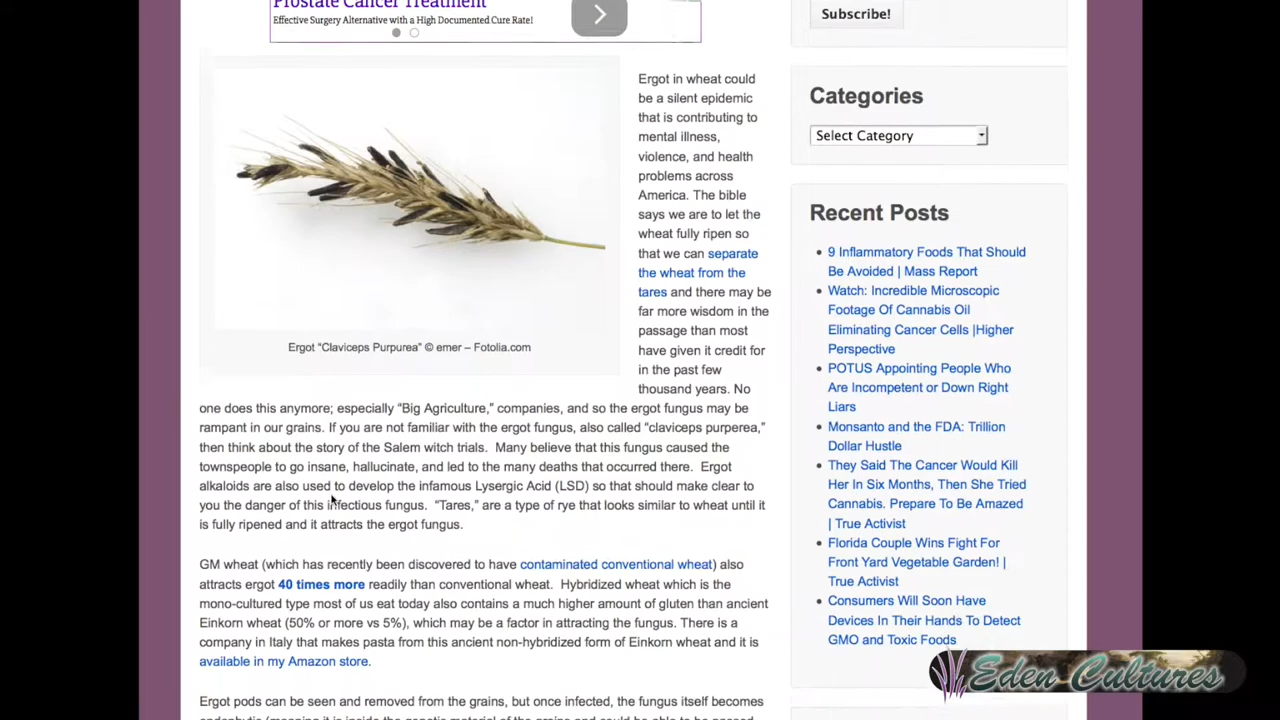 Prostate Cancer Treatment
Effective Surgery Alternative with a High Documented Cure Rate!
Ergot “Claviceps Purpurea” © emer – Fotolia.com
Ergot in wheat could
be a silent epidemic
that is contributing to
mental illness,
violence, and health
problems across
America. The bible
says we are to let the
wheat fully ripen so
that we can separate
the wheat from the
tares and there may be
far more wisdom in the
passage than most
have given it credit for
in the past few
thousand years. No
one does this anymore; especially “Big Agriculture,” companies, and so the ergot fungus may be
rampant in our grains. If you are not familiar with the ergot fungus, also called “claviceps purperea,”
then think about the story of the Salem witch trials. Many believe that this fungus caused the
townspeople to go insane, hallucinate, and led to the many deaths that occurred there. Ergot
alkaloids are also used to develop the infamous Lysergic Acid (LSD) so that should make clear to
you the danger of this infectious fungus. “Tares,” are a type of rye that looks similar to wheat until it
is fully ripened and it attracts the ergot fungus.
GM wheat (which has recently been discovered to have contaminated conventional wheat) also
attracts ergot 40 times more readily than conventional wheat. Hybridized wheat which is the
mono-cultured type most of us eat today also contains a much higher amount of gluten than ancient
Einkorn wheat (50% or more vs 5%), which may be a factor in attracting the fungus. There is a
company in Italy that makes pasta from this ancient non-hybridized form of Einkorn wheat and it is
available in my Amazon store.
Ergot pods can be seen and removed from the grains, but once infected, the fungus itself becomes
endophytic (meaning it is inside the genetic material of the grains and could be able to be passed
Subscribe!
Categories
Select Category
Recent Posts
9 Inflammatory Foods That Should
Be Avoided | Mass Report
Watch: Incredible Microscopic
Footage Of Cannabis Oil
Eliminating Cancer Cells |Higher
Perspective
POTUS Appointing People Who
Are Incompetent or Down Right
Liars
Monsanto and the FDA: Trillion
Dollar Hustle
They Said The Cancer Would Kill
Her In Six Months, Then She Tried
Cannabis. Prepare To Be Amazed
| True Activist
Florida Couple Wins Fight For
Front Yard Vegetable Garden! |
True Activist
Consumers Will Soon Have
Devices In Their Hands To Detect
GMO and Toxic Foods
Eden Cultures